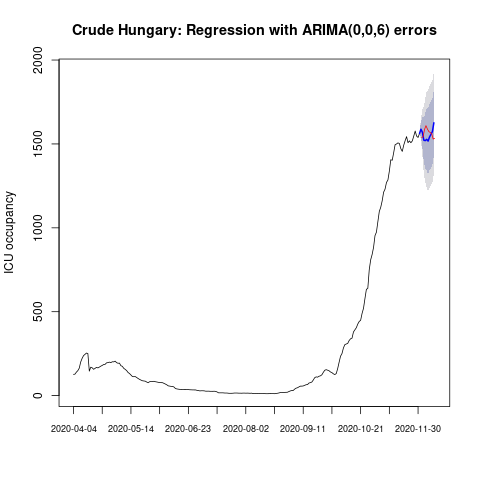 Crude Hungary: Regression with ARIMA(0,0,6) errors
2000
1500
1000
500
0
ICU occupancy
2020-04-04 2020-05-14 2020-06-23 2020-08-02 2020-09-11 2020-10-21 2020-11-30